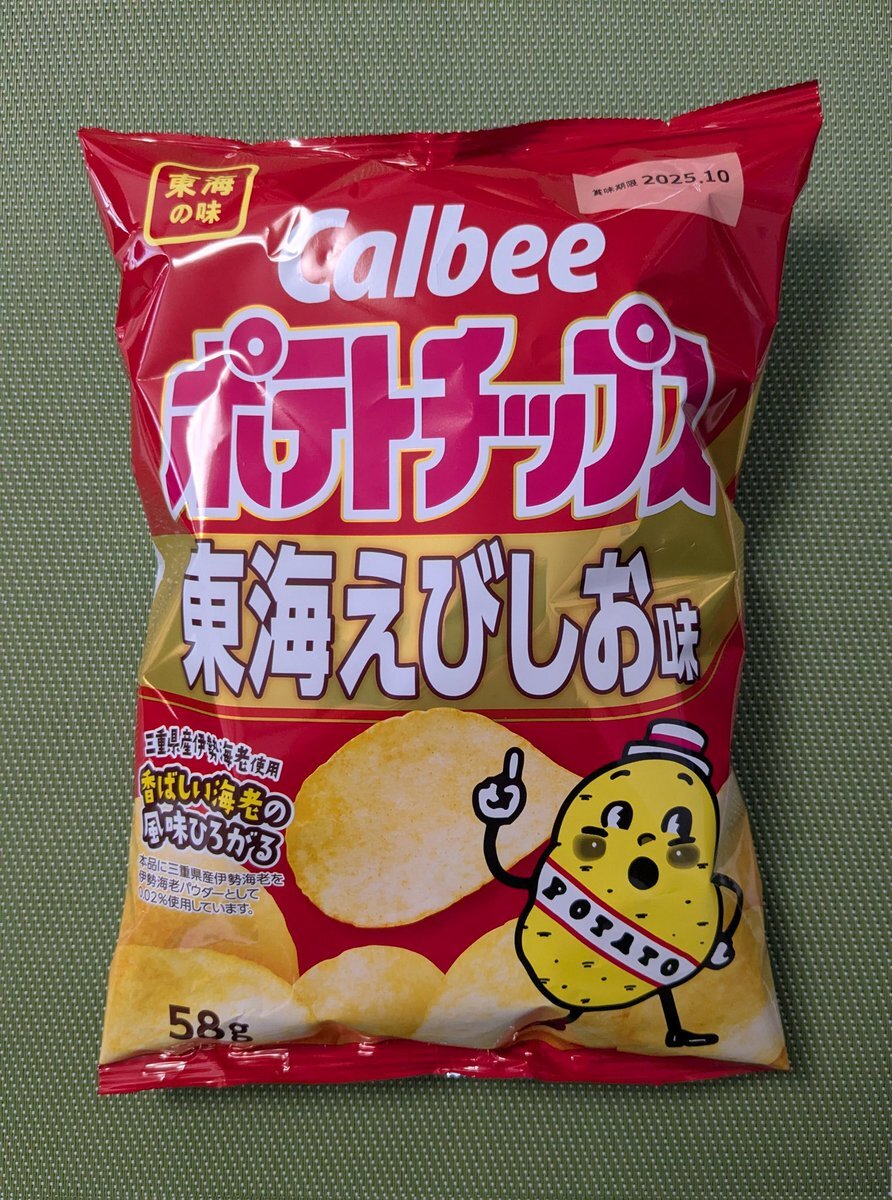 東海
の味
賞味期限 2025.10
Calbee
ポテトチップス
東海えびしお味
三重県産伊勢海老使用
香ばしい海老の
風味ひろがる
本品に三重県産伊勢海老を
伊勢海老パウダーとして
0.02%使用しています。
POTATO
58g